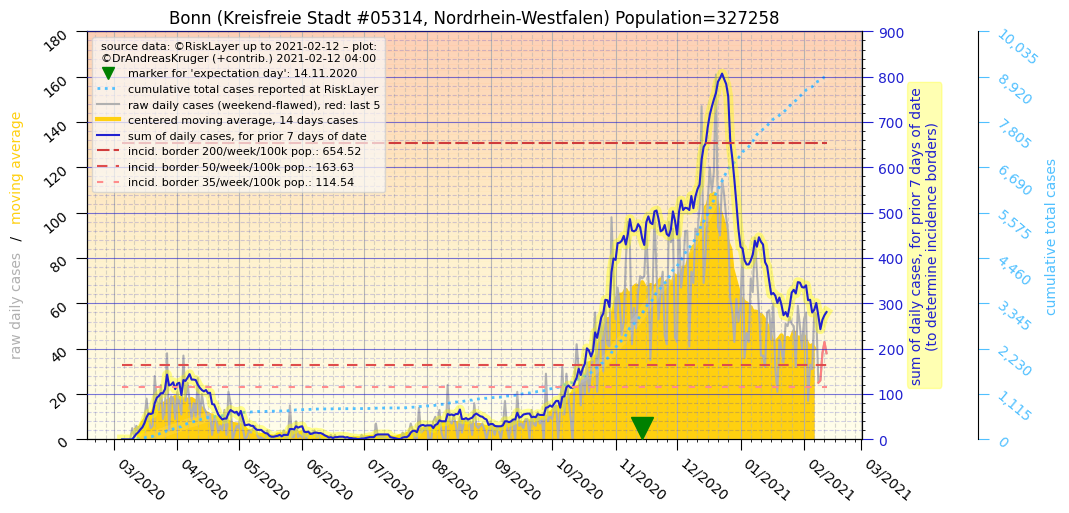 Bonn (Kreisfreie Stadt #05314, Nordrhein-Westfalen) Population=327258
source data: ©RiskLayer up to 2021-02-12 – plot:
©DrAndreasKruger (+contrib.) 2021-02-12 04:00
marker for 'expectation day': 14.11.2020
cumulative total cases reported at RiskLayer
raw daily cases (weekend-flawed), red: last 5
centered moving average, 14 days cases
sum of daily cases, for prior 7 days of date
incid. border 200/week/100k pop.: 654.52
incid. border 50/week/100k pop.: 163.63
incid. border 35/week/100k pop.: 114.54
raw daily cases / moving average
180
160
140
120
100
80
60
40
20
0
03/2020
04/2020
05/2020
06/2020
07/2020
08/2020
09/2020
10/2020
11/2020
12/2020
01/2021
02/2021
03/2021
900
800
700
600
500
400
300
200
100
0
sum of daily cases, for prior 7 days of date
(to determine incidence borders)
10,035
8,920
7,805
6,690
5,575
4,460
3,345
2,230
1,115
0
cumulative total cases